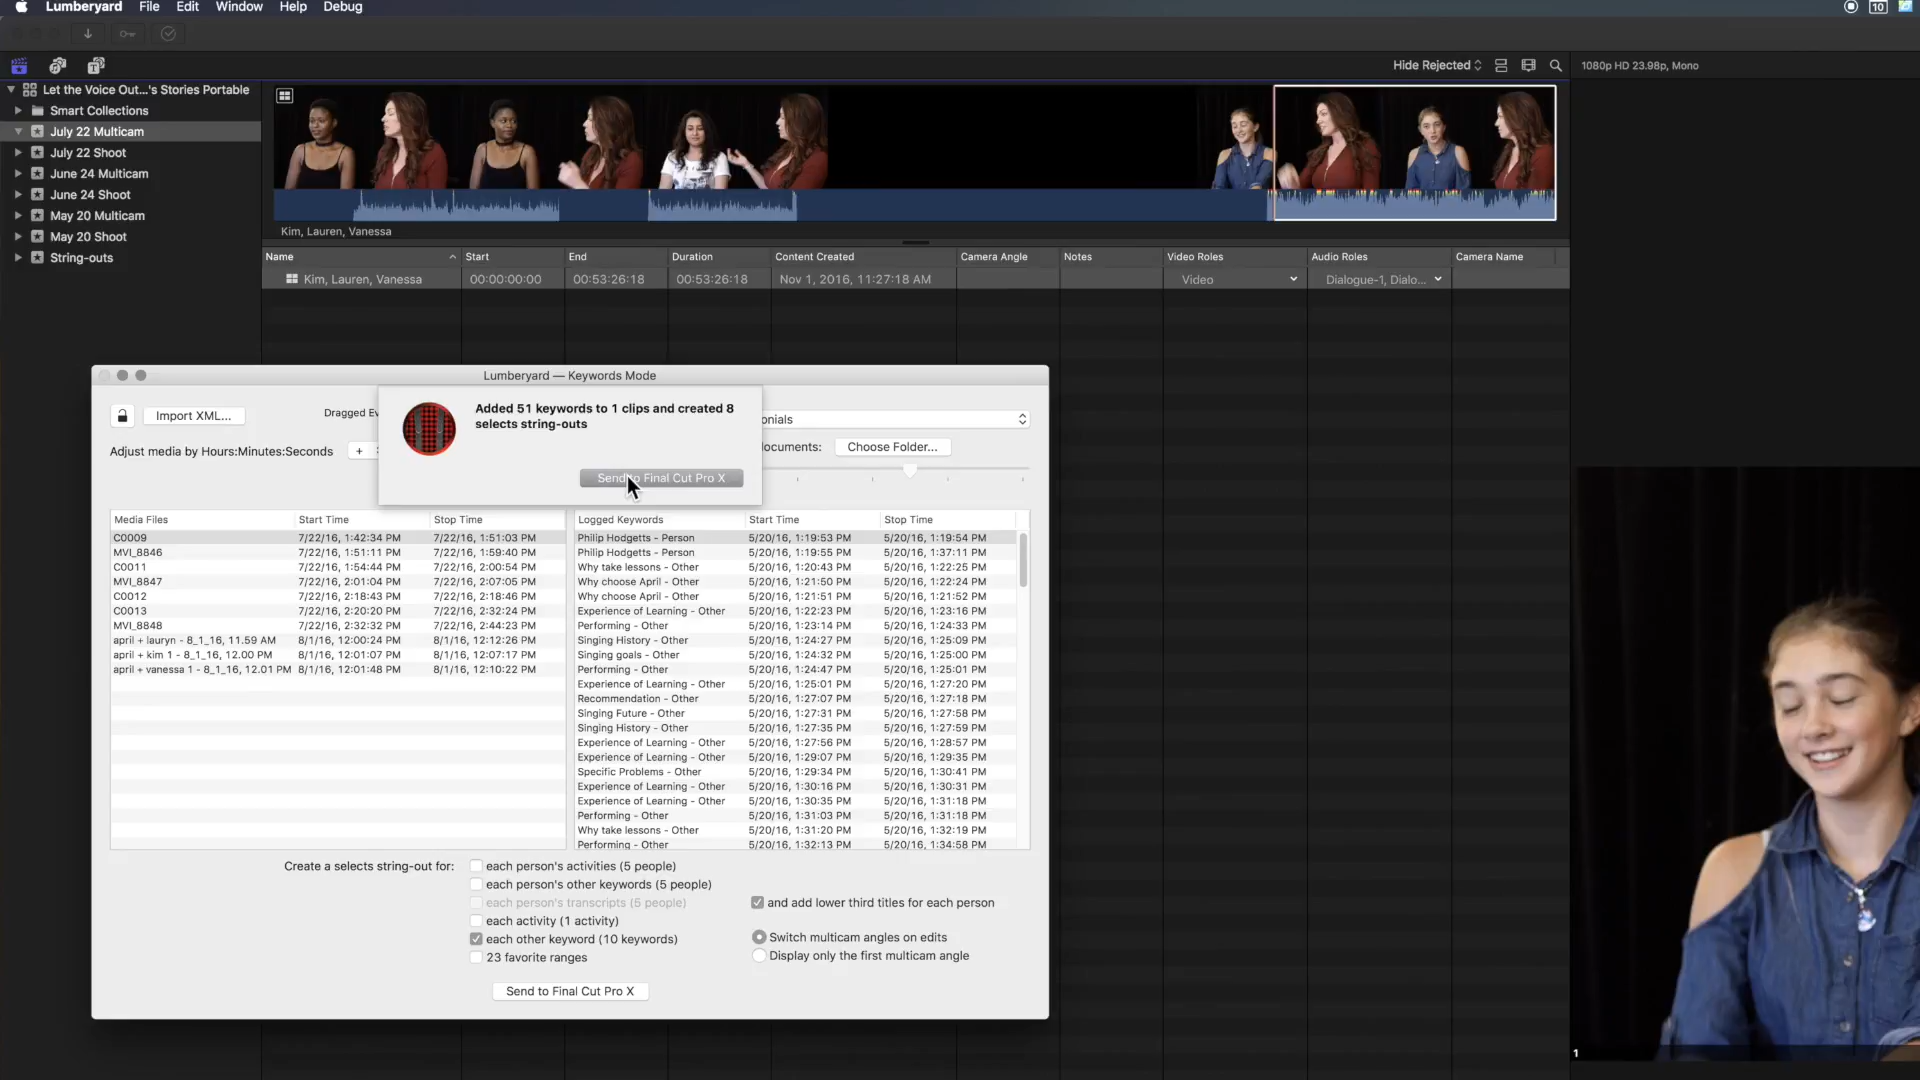 Lumberyard File Edit Window Help Debug
10
Hide Rejected
1080p HD 23.98p, Mono
Let the Voice Out...'s Stories Portable
Smart Collections
July 22 Multicam
July 22 Shoot
June 24 Multicam
June 24 Shoot
May 20 Multicam
May 20 Shoot
String-outs
Kim, Lauren, Vanessa
Name Start End Duration Content Created Camera Angle Notes Video Roles Audio Roles Camera Name
Kim, Lauren, Vanessa 00:00:00:00 00:53:26:18 00:53:26:18 Nov 1, 2016, 11:27:18 AM Video Dialogue-1, Dialo...
Lumberyard — Keywords Mode
Import XML... Dragged Ev
onials
Added 51 keywords to 1 clips and created 8
selects string-outs
Adjust media by Hours:Minutes:Seconds +
ocuments: Choose Folder...
Send to Final Cut Pro X
Media Files Start Time Stop Time
C0009 7/22/16, 1:42:34 PM 7/22/16, 1:51:03 PM
MVI_8846 7/22/16, 1:51:11 PM 7/22/16, 1:59:40 PM
C0011 7/22/16, 1:54:44 PM 7/22/16, 2:00:54 PM
MVI_8847 7/22/16, 2:01:04 PM 7/22/16, 2:07:05 PM
C0012 7/22/16, 2:18:43 PM 7/22/16, 2:18:46 PM
C0013 7/22/16, 2:20:20 PM 7/22/16, 2:32:24 PM
MVI_8848 7/22/16, 2:32:32 PM 7/22/16, 2:44:23 PM
april + lauryn - 8_1_16, 11.59 AM 8/1/16, 12:00:24 PM 8/1/16, 12:12:26 PM
april + kim 1 - 8_1_16, 12.00 PM 8/1/16, 12:01:07 PM 8/1/16, 12:07:17 PM
april + vanessa 1 - 8_1_16, 12.01 PM 8/1/16, 12:01:48 PM 8/1/16, 12:10:22 PM
Logged Keywords Start Time Stop Time
Philip Hodgetts - Person 5/20/16, 1:19:53 PM 5/20/16, 1:19:54 PM
Philip Hodgetts - Person 5/20/16, 1:19:55 PM 5/20/16, 1:37:11 PM
Why take lessons - Other 5/20/16, 1:20:43 PM 5/20/16, 1:22:25 PM
Why choose April - Other 5/20/16, 1:21:50 PM 5/20/16, 1:22:24 PM
Why choose April - Other 5/20/16, 1:21:51 PM 5/20/16, 1:21:52 PM
Experience of Learning - Other 5/20/16, 1:22:23 PM 5/20/16, 1:23:16 PM
Performing - Other 5/20/16, 1:23:14 PM 5/20/16, 1:24:33 PM
Singing History - Other 5/20/16, 1:24:27 PM 5/20/16, 1:25:09 PM
Singing goals - Other 5/20/16, 1:24:32 PM 5/20/16, 1:25:00 PM
Performing - Other 5/20/16, 1:24:47 PM 5/20/16, 1:25:01 PM
Experience of Learning - Other 5/20/16, 1:25:01 PM 5/20/16, 1:27:20 PM
Recommendation - Other 5/20/16, 1:27:07 PM 5/20/16, 1:27:18 PM
Singing Future - Other 5/20/16, 1:27:31 PM 5/20/16, 1:27:58 PM
Singing History - Other 5/20/16, 1:27:35 PM 5/20/16, 1:27:59 PM
Experience of Learning - Other 5/20/16, 1:27:56 PM 5/20/16, 1:28:57 PM
Experience of Learning - Other 5/20/16, 1:29:07 PM 5/20/16, 1:29:35 PM
Specific Problems - Other 5/20/16, 1:29:34 PM 5/20/16, 1:30:41 PM
Experience of Learning - Other 5/20/16, 1:30:16 PM 5/20/16, 1:30:31 PM
Experience of Learning - Other 5/20/16, 1:30:35 PM 5/20/16, 1:31:18 PM
Performing - Other 5/20/16, 1:31:03 PM 5/20/16, 1:31:18 PM
Why take lessons - Other 5/20/16, 1:31:20 PM 5/20/16, 1:32:19 PM
Performing - Other 5/20/16, 1:32:13 PM 5/20/16, 1:34:58 PM
Create a selects string-out for: each person's activities (5 people)
each person's other keywords (5 people)
each person's transcripts (5 people) and add lower third titles for each person
each activity (1 activity)
each other keyword (10 keywords) Switch multicam angles on edits
23 favorite ranges Display only the first multicam angle
Send to Final Cut Pro X
1